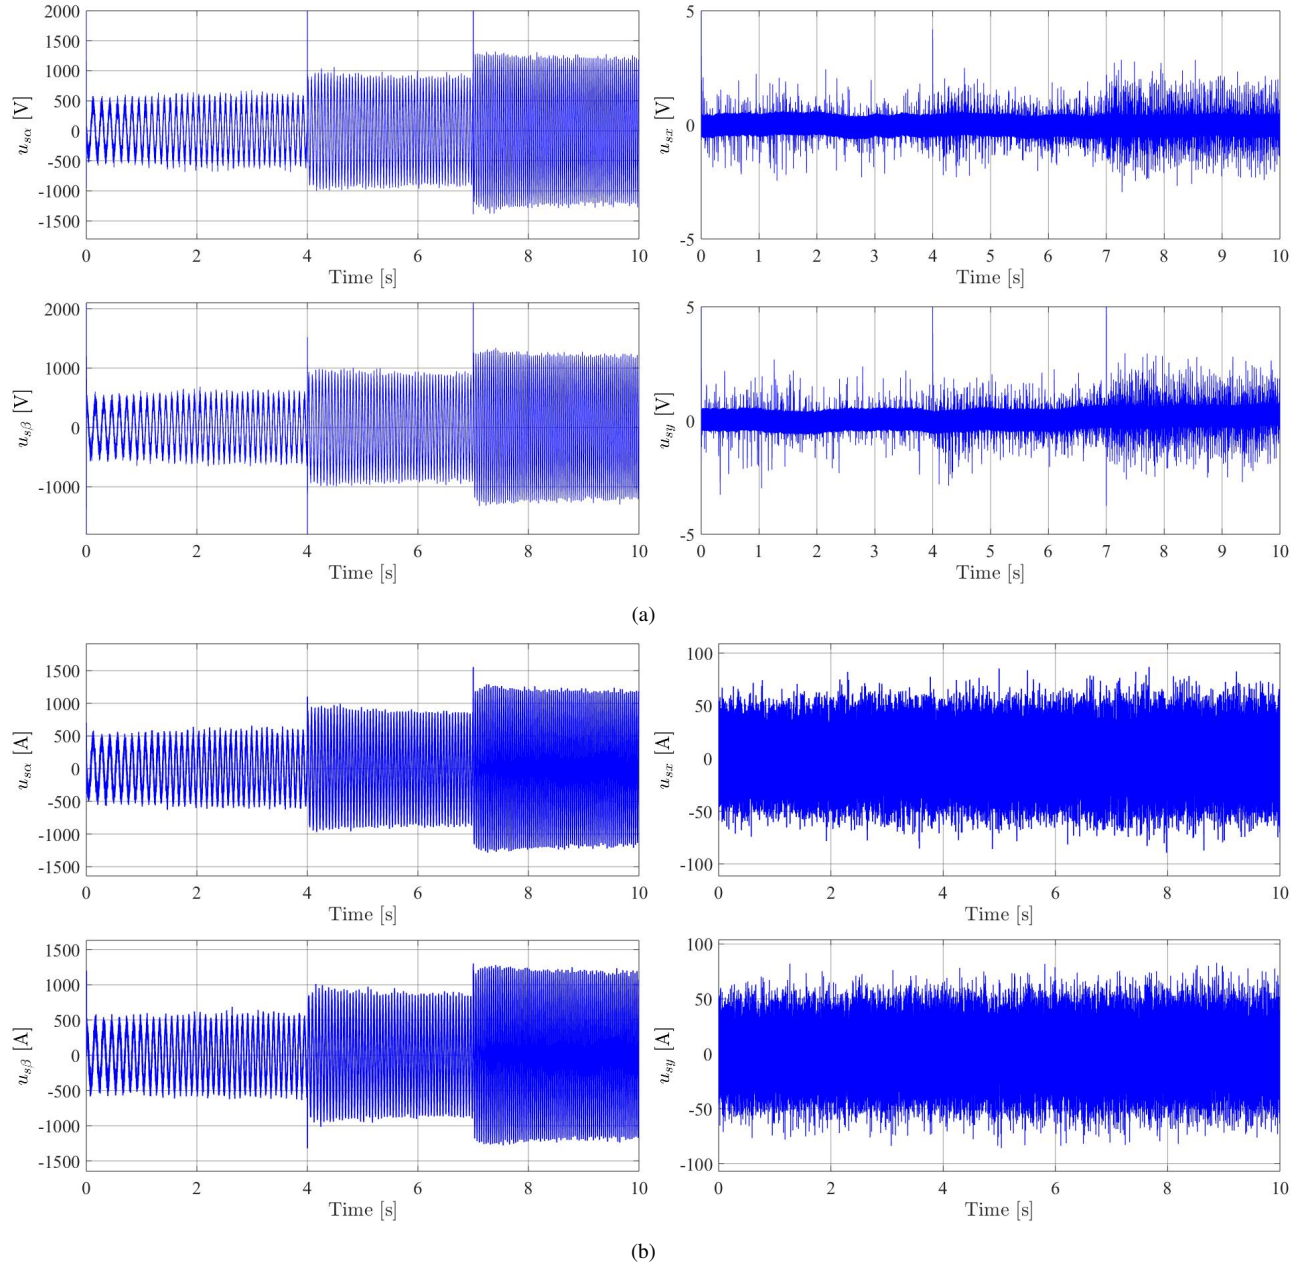 2000
1500
1000
500
0
-500
-1000
-1500
u_sα [V]
0 2 4 6 8 10
Time [s]
5
0
-5
u_sx [V]
0 1 2 3 4 5 6 7 8 9 10
Time [s]
2000
1000
0
-1000
u_sβ [V]
0 2 4 6 8 10
Time [s]
5
0
-5
u_sy [V]
0 1 2 3 4 5 6 7 8 9 10
Time [s]
(a)
1500
1000
500
0
-500
-1000
-1500
u_sα [A]
0 2 4 6 8 10
Time [s]
100
50
0
-50
-100
u_sx [A]
0 2 4 6 8 10
Time [s]
1500
1000
500
0
-500
-1000
-1500
u_sβ [A]
0 2 4 6 8 10
Time [s]
100
50
0
-50
-100
u_sy [A]
0 2 4 6 8 10
Time [s]
(b)